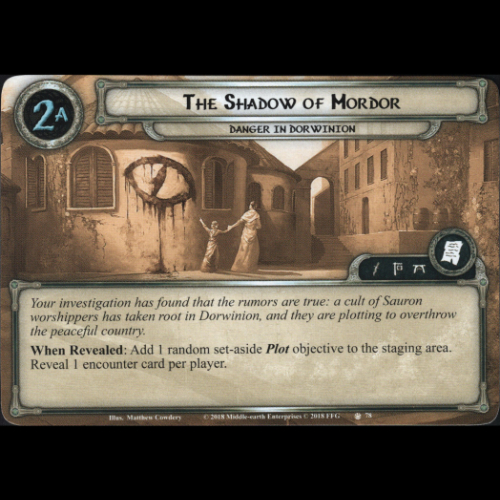 2A
The Shadow of Mordor
Danger in Dorwinion
Your investigation has found that the rumors are true: a cult of Sauron
worshippers has taken root in Dorwinion, and they are plotting to overthrow
the peaceful country.
When Revealed: Add 1 random set-aside Plot objective to the staging area.
Reveal 1 encounter card per player.
Illus. Matthew Cowdery © 2018 Middle-earth Enterprises © 2018 FFG 78